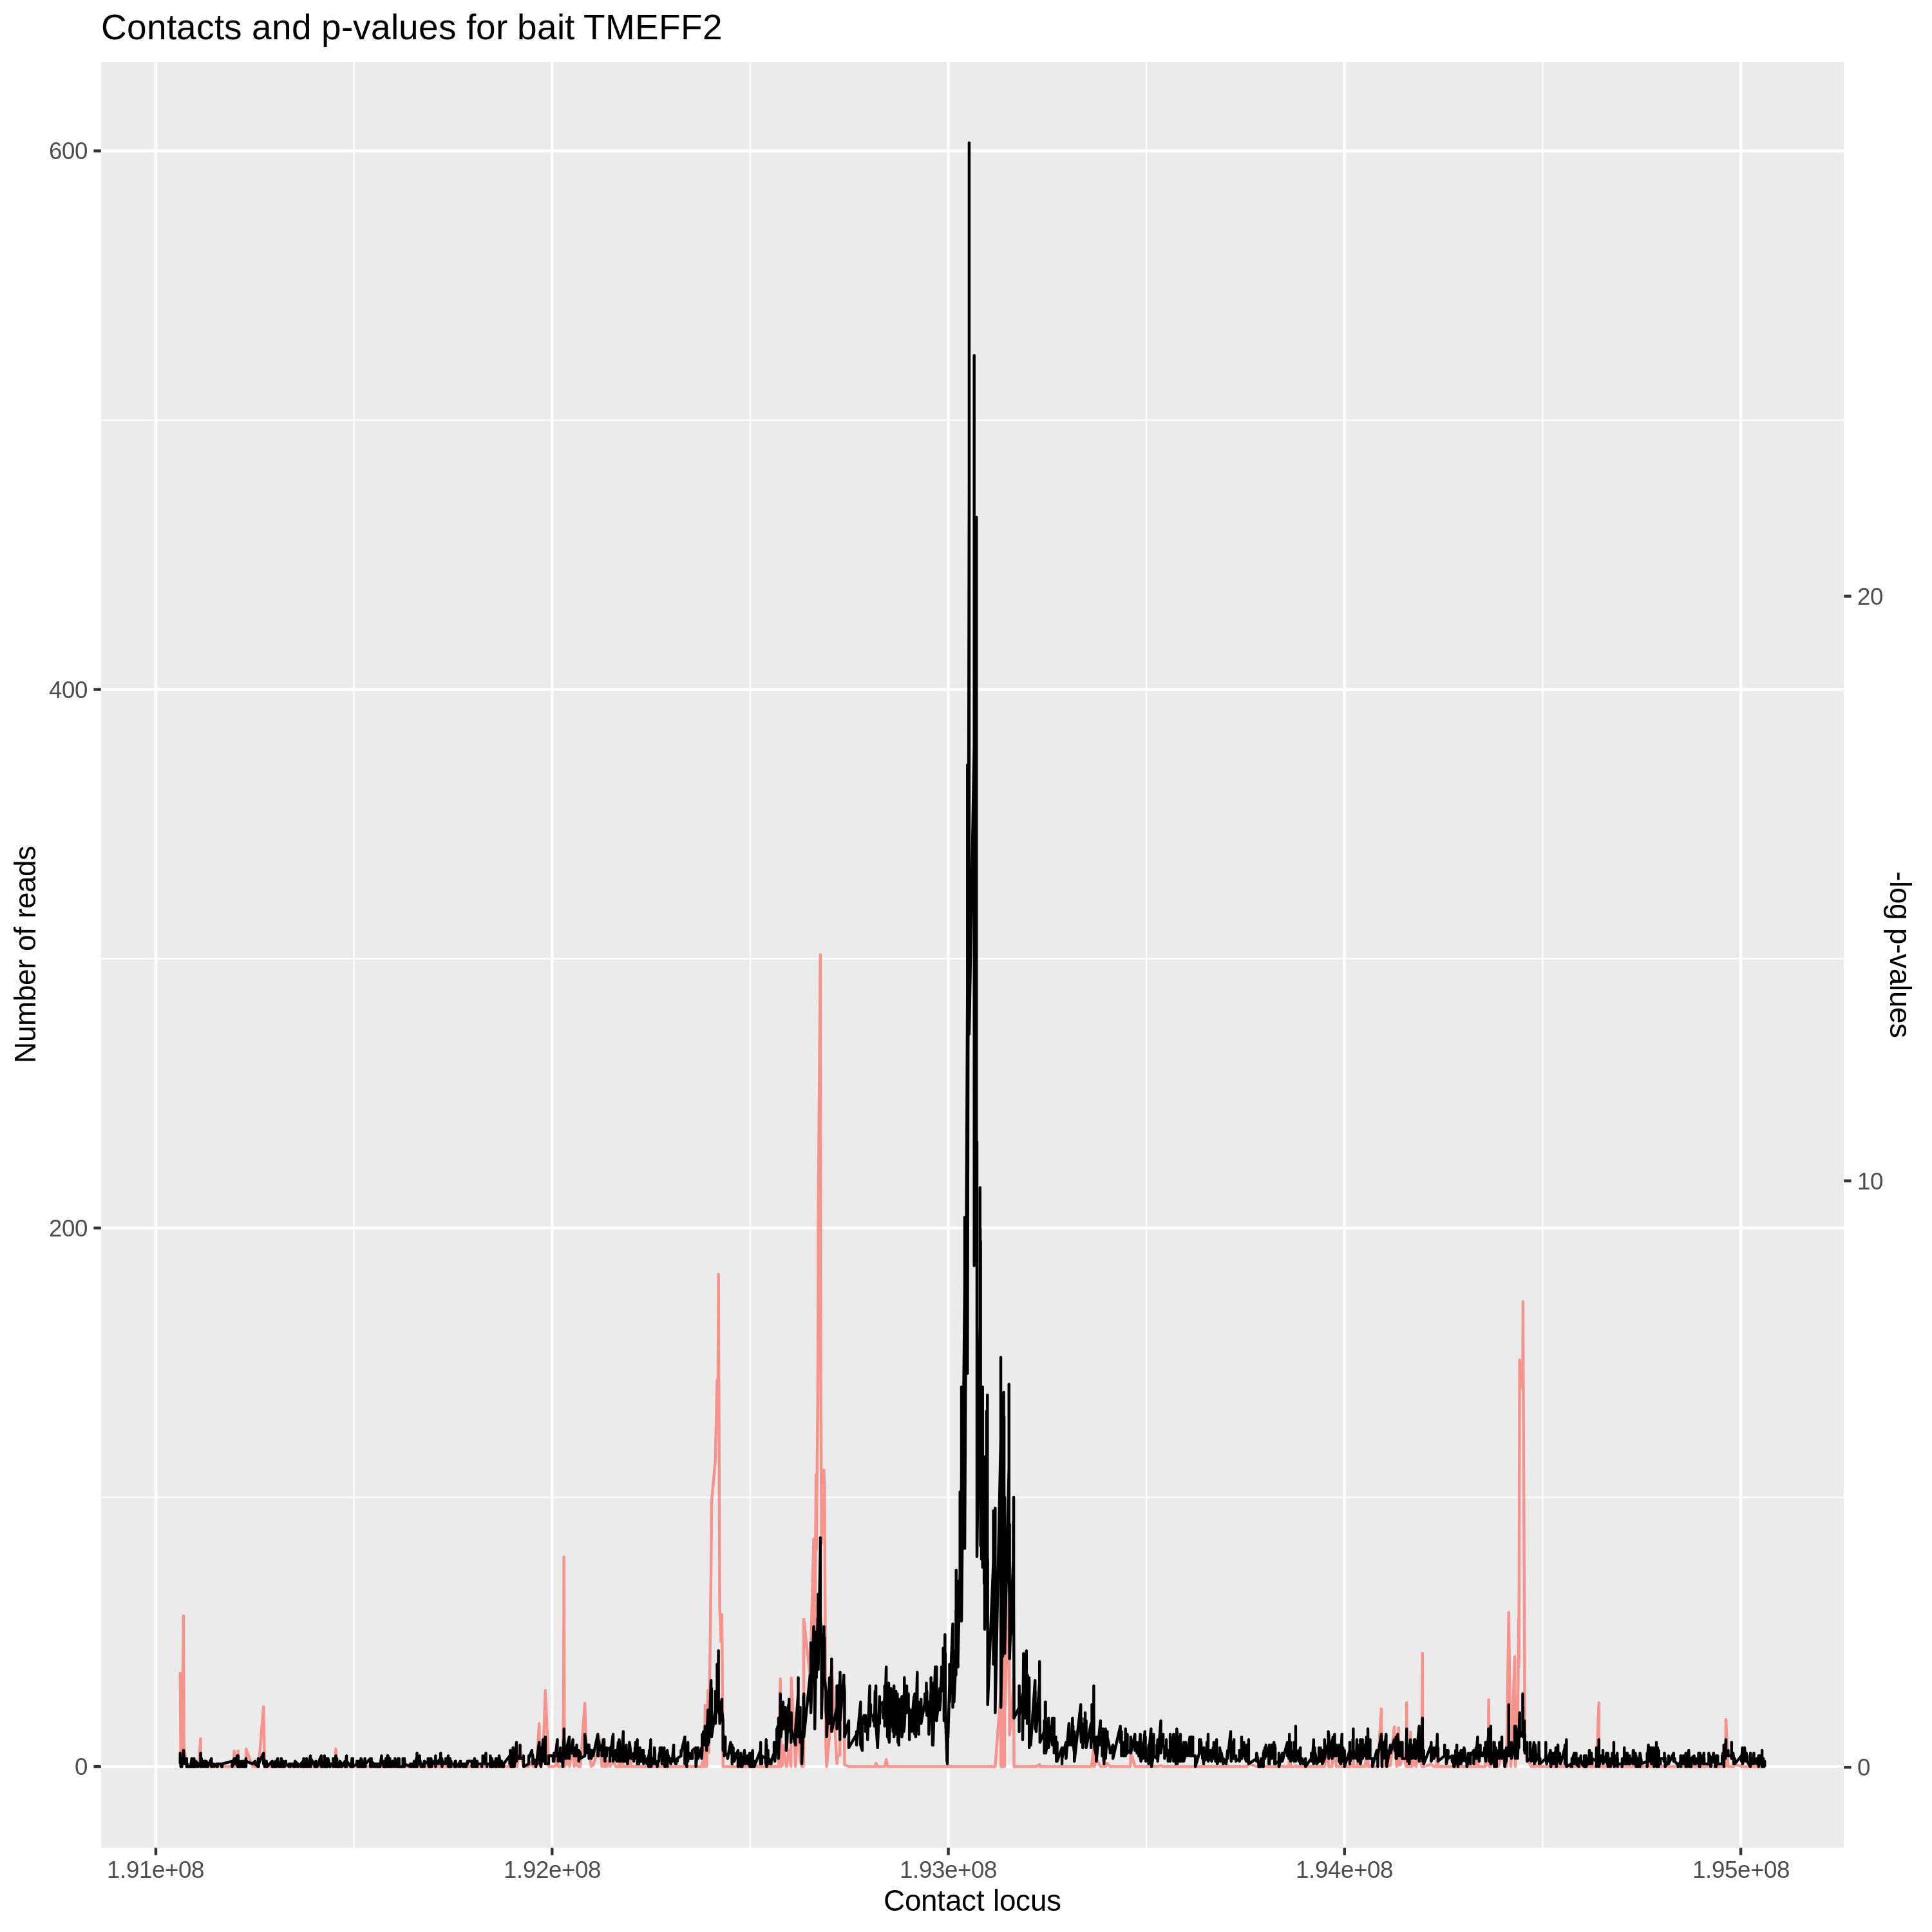 Contacts and p-values for bait TMEFF2
600
400
200
0
Number of reads
20
10
0
-log p-values
1.91e+08
1.92e+08
1.93e+08
1.94e+08
1.95e+08
Contact locus